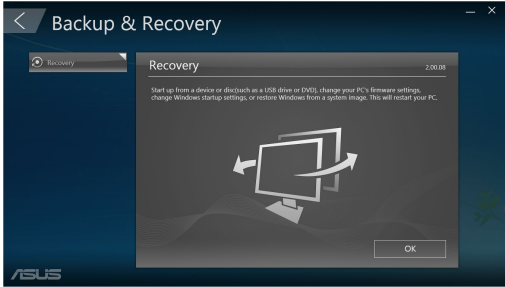 Backup & Recovery
Recovery
Recovery
2.00.08
Start up from a device or disc(such as a USB drive or DVD), change your PC's firmware settings,
change Windows startup settings, or restore Windows from a system image. This will restart your PC.
OK
ASUS